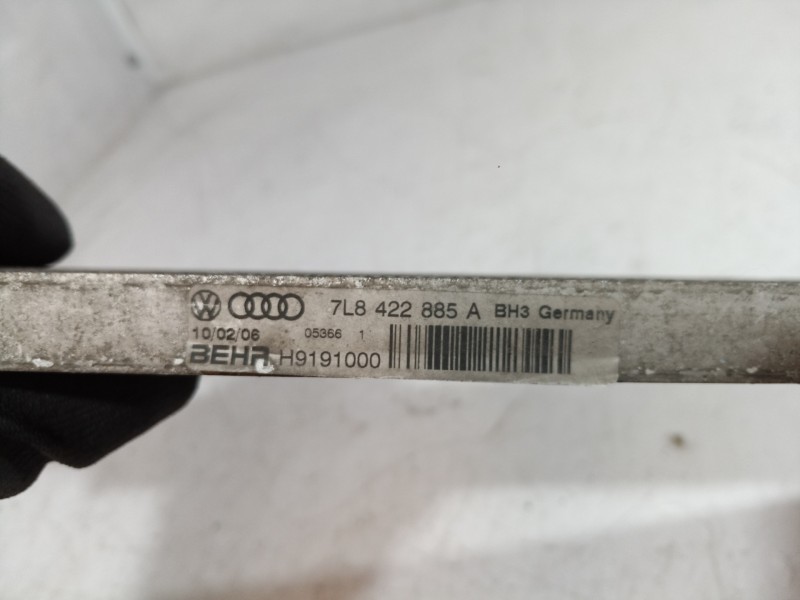 7L8 422 885 A BH3 Germany
10/02/06 05366 1
BEHR H9191000